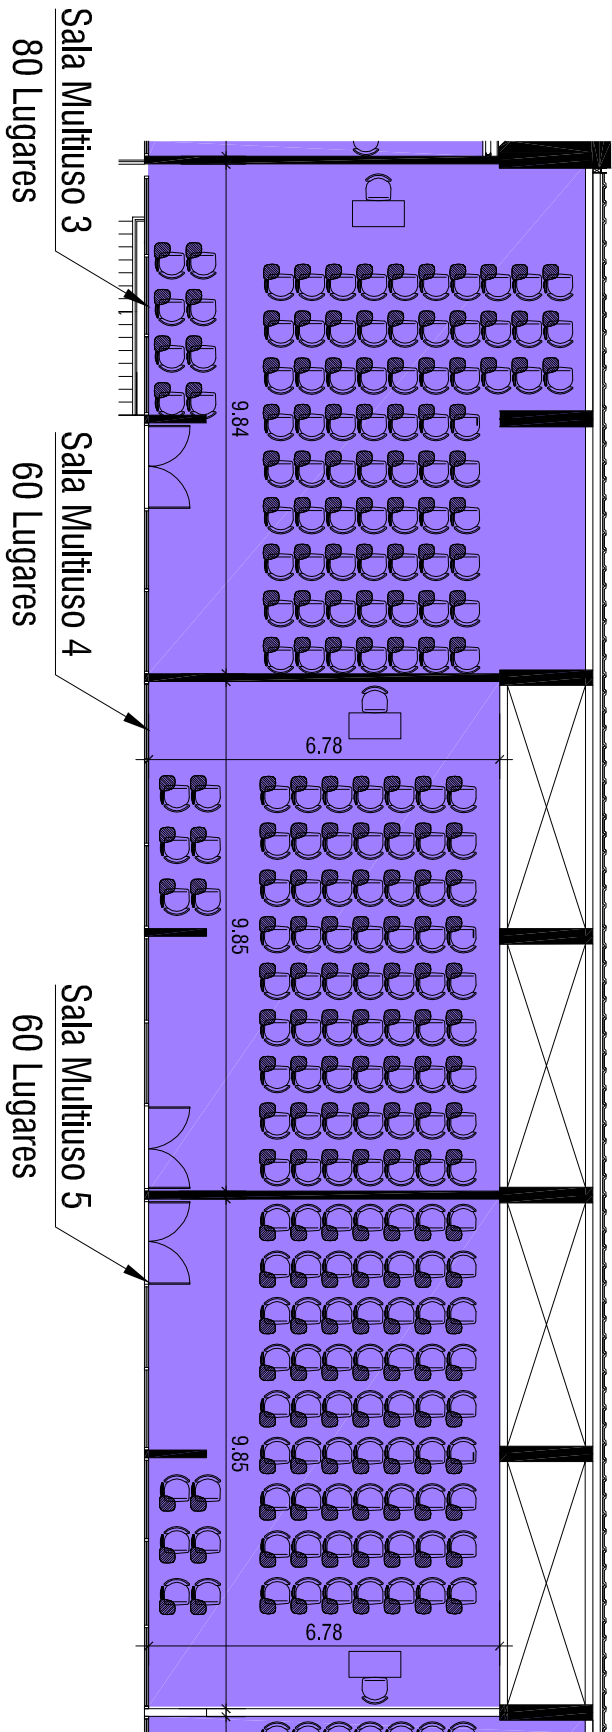 Sala Multiuso 3
80 Lugares
9.84
Sala Multiuso 4
60 Lugares
6.78
9.85
Sala Multiuso 5
60 Lugares
9.85
6.78